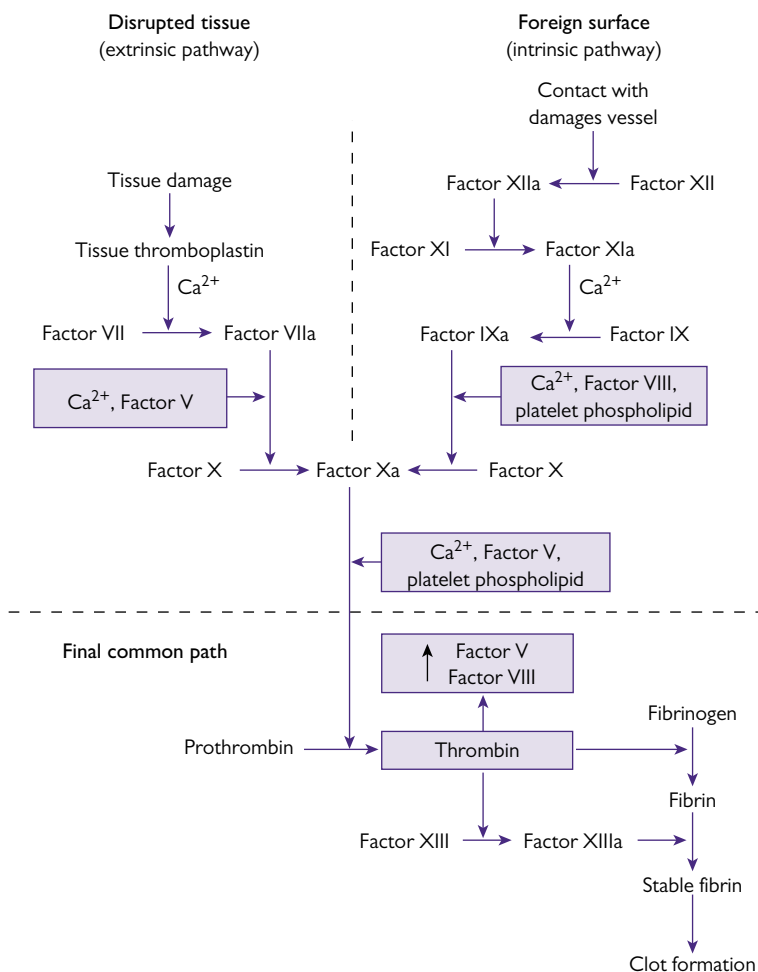 Disrupted tissue
(extrinsic pathway)
Foreign surface
(intrinsic pathway)
Contact with
damages vessel
Tissue damage
Factor XIIa
Factor XII
Tissue thromboplastin
Factor XI
Factor XIa
Ca²⁺
Ca²⁺
Factor VII
Factor VIIa
Factor IXa
Factor IX
Ca²⁺, Factor V
Ca²⁺, Factor VIII,
platelet phospholipid
Factor X
Factor Xa
Factor X
Ca²⁺, Factor V,
platelet phospholipid
Final common path
Factor V
Factor VIII
Fibrinogen
Prothrombin
Thrombin
Fibrin
Factor XIII
Factor XIIIa
Stable fibrin
Clot formation